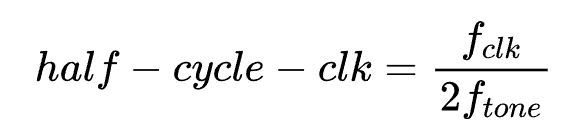 half − cycle − clk = f_clk / 2f_tone